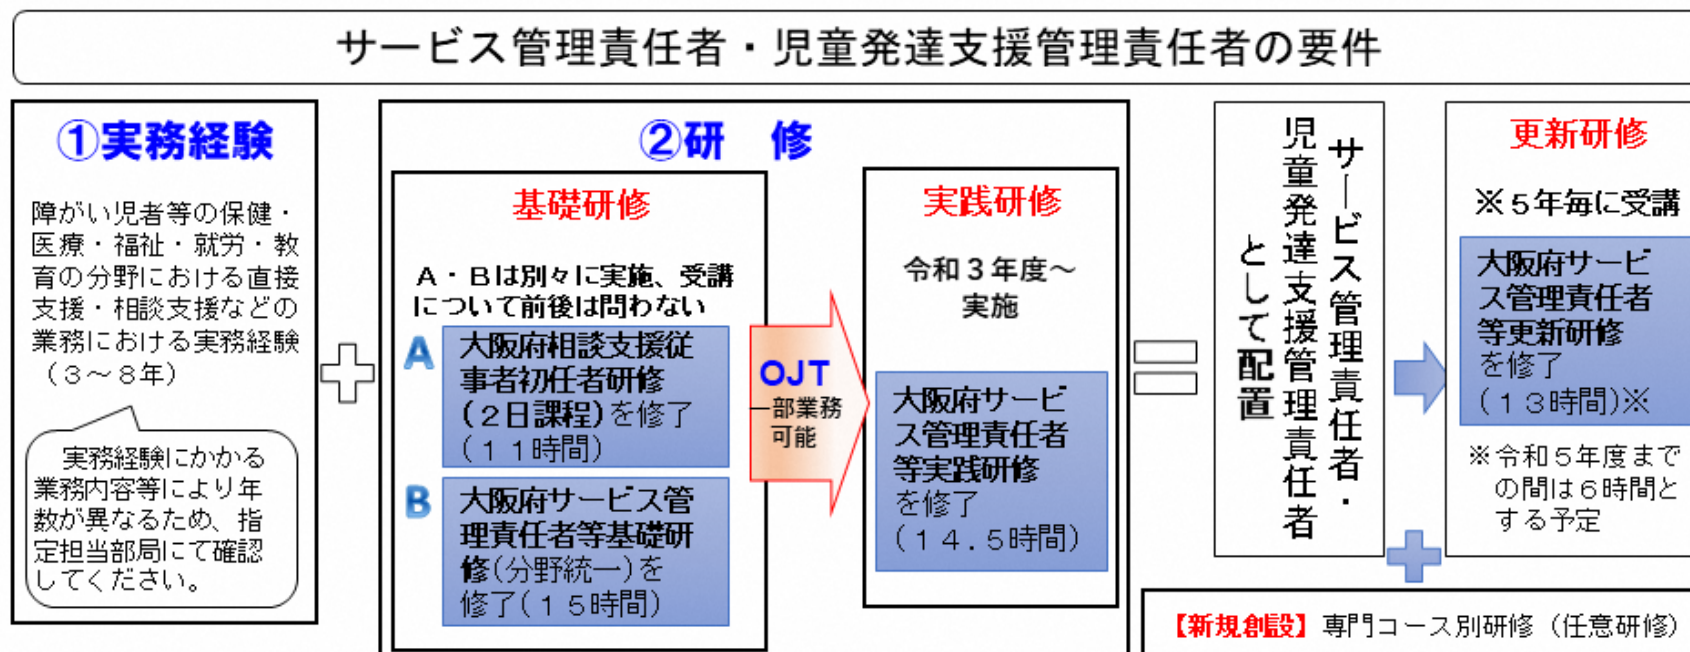 サービス管理責任者・児童発達支援管理責任者の要件
①実務経験
障がい児者等の保健・
医療・福祉・就労・教
育の分野における直接
支援・相談支援などの
業務における実務経験
（３～８年）
実務経験にかかる
業務内容等により年
数が異なるため、指
定担当部局にて確認
してください。
②研　修
基礎研修
Ａ・Ｂは別々に実施、受講
について前後は問わない
A
大阪府相談支援従
事者初任者研修
(２日課程)を修了
(１１時間)
B
大阪府サービス管
理責任者等基礎研
修(分野統一)を
修了(１５時間)
OJT
一部業務
可能
実践研修
令和３年度～
実施
大阪府サービ
ス管理責任者
等実践研修
を修了
(１４.５時間)
サービス管理責任者・
児童発達支援管理責任者
として配置
更新研修
※５年毎に受講
大阪府サービ
ス管理責任者
等更新研修
を修了
(１３時間)※
※令和５年度まで
の間は６時間と
する予定
【新規創設】専門コース別研修（任意研修）